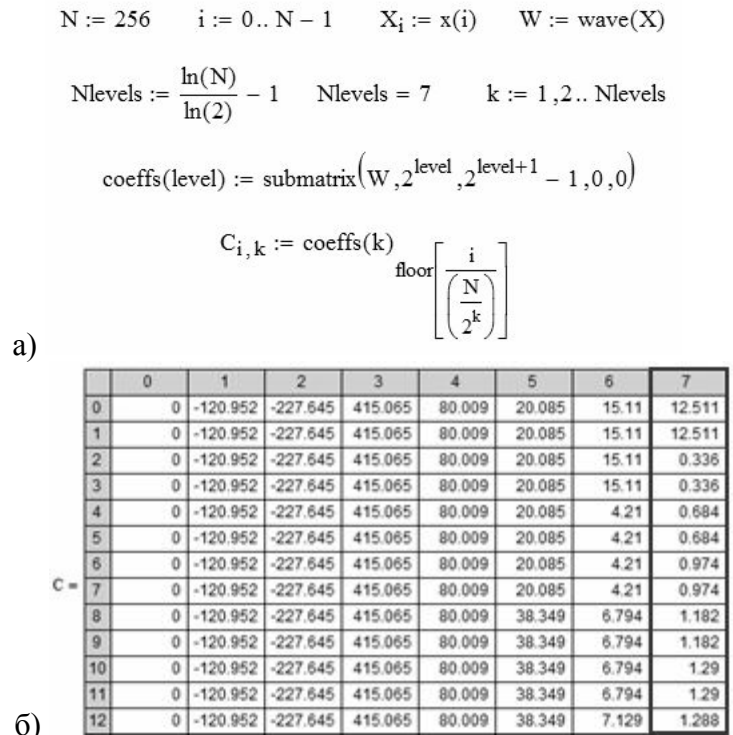 N := 256 i := 0 .. N − 1 X_i := x(i) W := wave(X)
Nlevels := ln(N)/ln(2) − 1 Nlevels = 7 k := 1 , 2 .. Nlevels
coeffs(level) := submatrix(W , 2^level , 2^(level+1) − 1 , 0 , 0)
C_i , k := coeffs(k)_floor[i/(N/2^k)]
а)
0 1 2 3 4 5 6 7
0 0 -120.952 -227.645 415.065 80.009 20.085 15.11 12.511
1 0 -120.952 -227.645 415.065 80.009 20.085 15.11 12.511
2 0 -120.952 -227.645 415.065 80.009 20.085 15.11 0.336
3 0 -120.952 -227.645 415.065 80.009 20.085 15.11 0.336
4 0 -120.952 -227.645 415.065 80.009 20.085 4.21 0.684
5 0 -120.952 -227.645 415.065 80.009 20.085 4.21 0.684
6 0 -120.952 -227.645 415.065 80.009 20.085 4.21 0.974
C = 7 0 -120.952 -227.645 415.065 80.009 20.085 4.21 0.974
8 0 -120.952 -227.645 415.065 80.009 38.349 6.794 1.182
9 0 -120.952 -227.645 415.065 80.009 38.349 6.794 1.182
10 0 -120.952 -227.645 415.065 80.009 38.349 6.794 1.29
11 0 -120.952 -227.645 415.065 80.009 38.349 6.794 1.29
б) 12 0 -120.952 -227.645 415.065 80.009 38.349 7.129 1.288